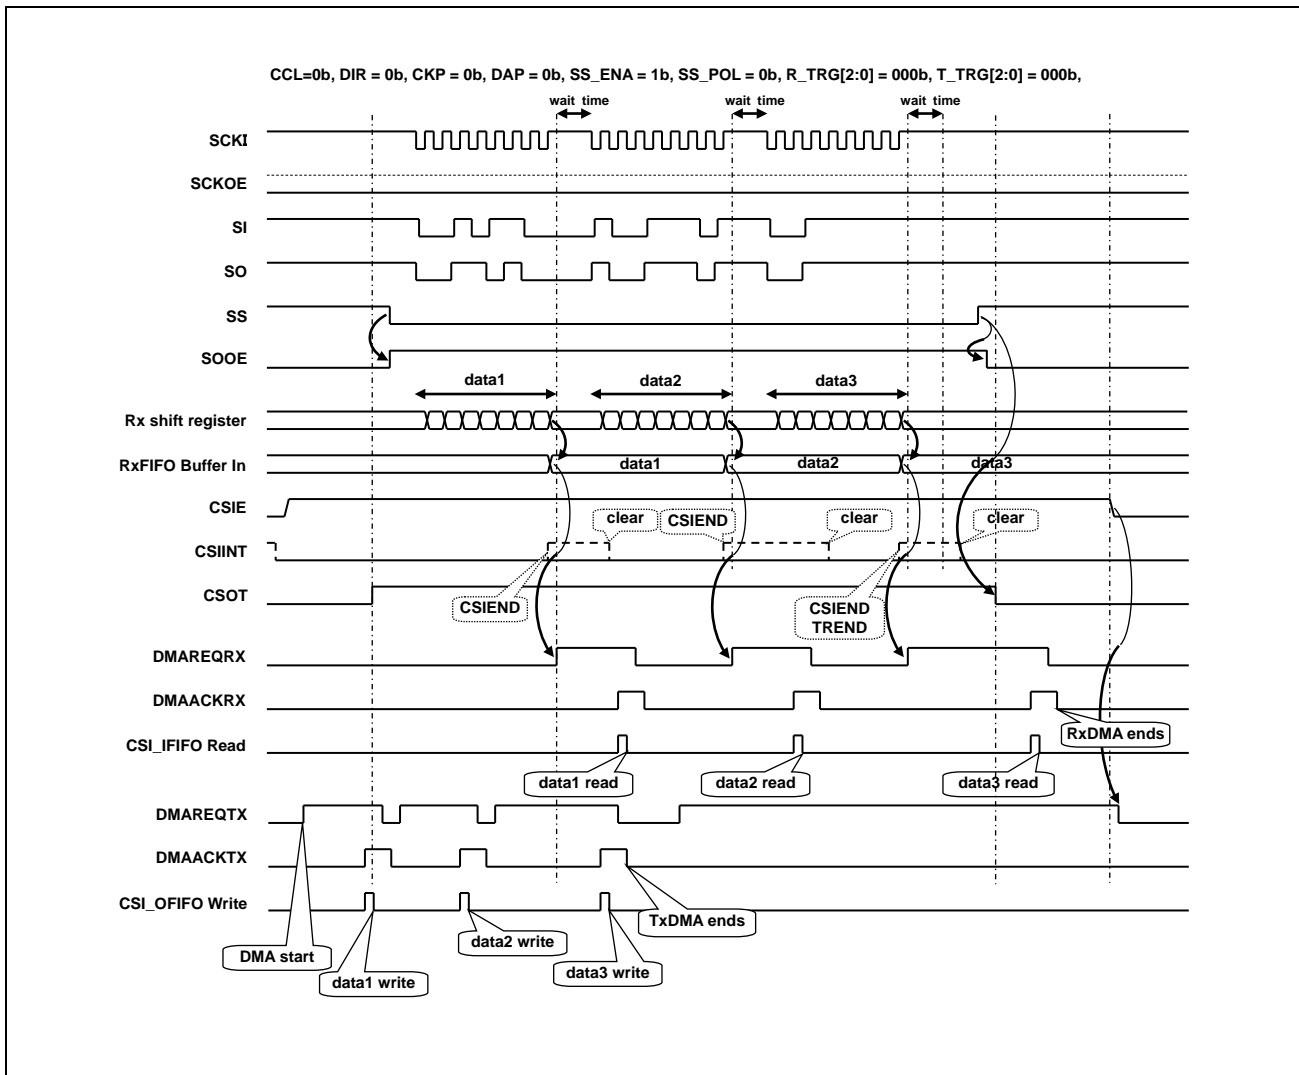 CCL=0b, DIR = 0b, CKP = 0b, DAP = 0b, SS_ENA = 1b, SS_POL = 0b, R_TRG[2:0] = 000b, T_TRG[2:0] = 000b,
wait time
wait time
wait time
SCKI
SCKOE
SI
SO
SS
SOOE
data1
data2
data3
Rx shift register
RxFIFO Buffer In
data1
data2
data3
CSIE
clear
CSIEND
clear
clear
CSIINT
CSIEND
CSIEND
TREND
CSOT
DMAREQRX
DMAACKRX
RxDMA ends
CSI_IFIFO Read
data1 read
data2 read
data3 read
DMAREQTX
DMAACKTX
CSI_OFIFO Write
TxDMA ends
data2 write
DMA start
data3 write
data1 write